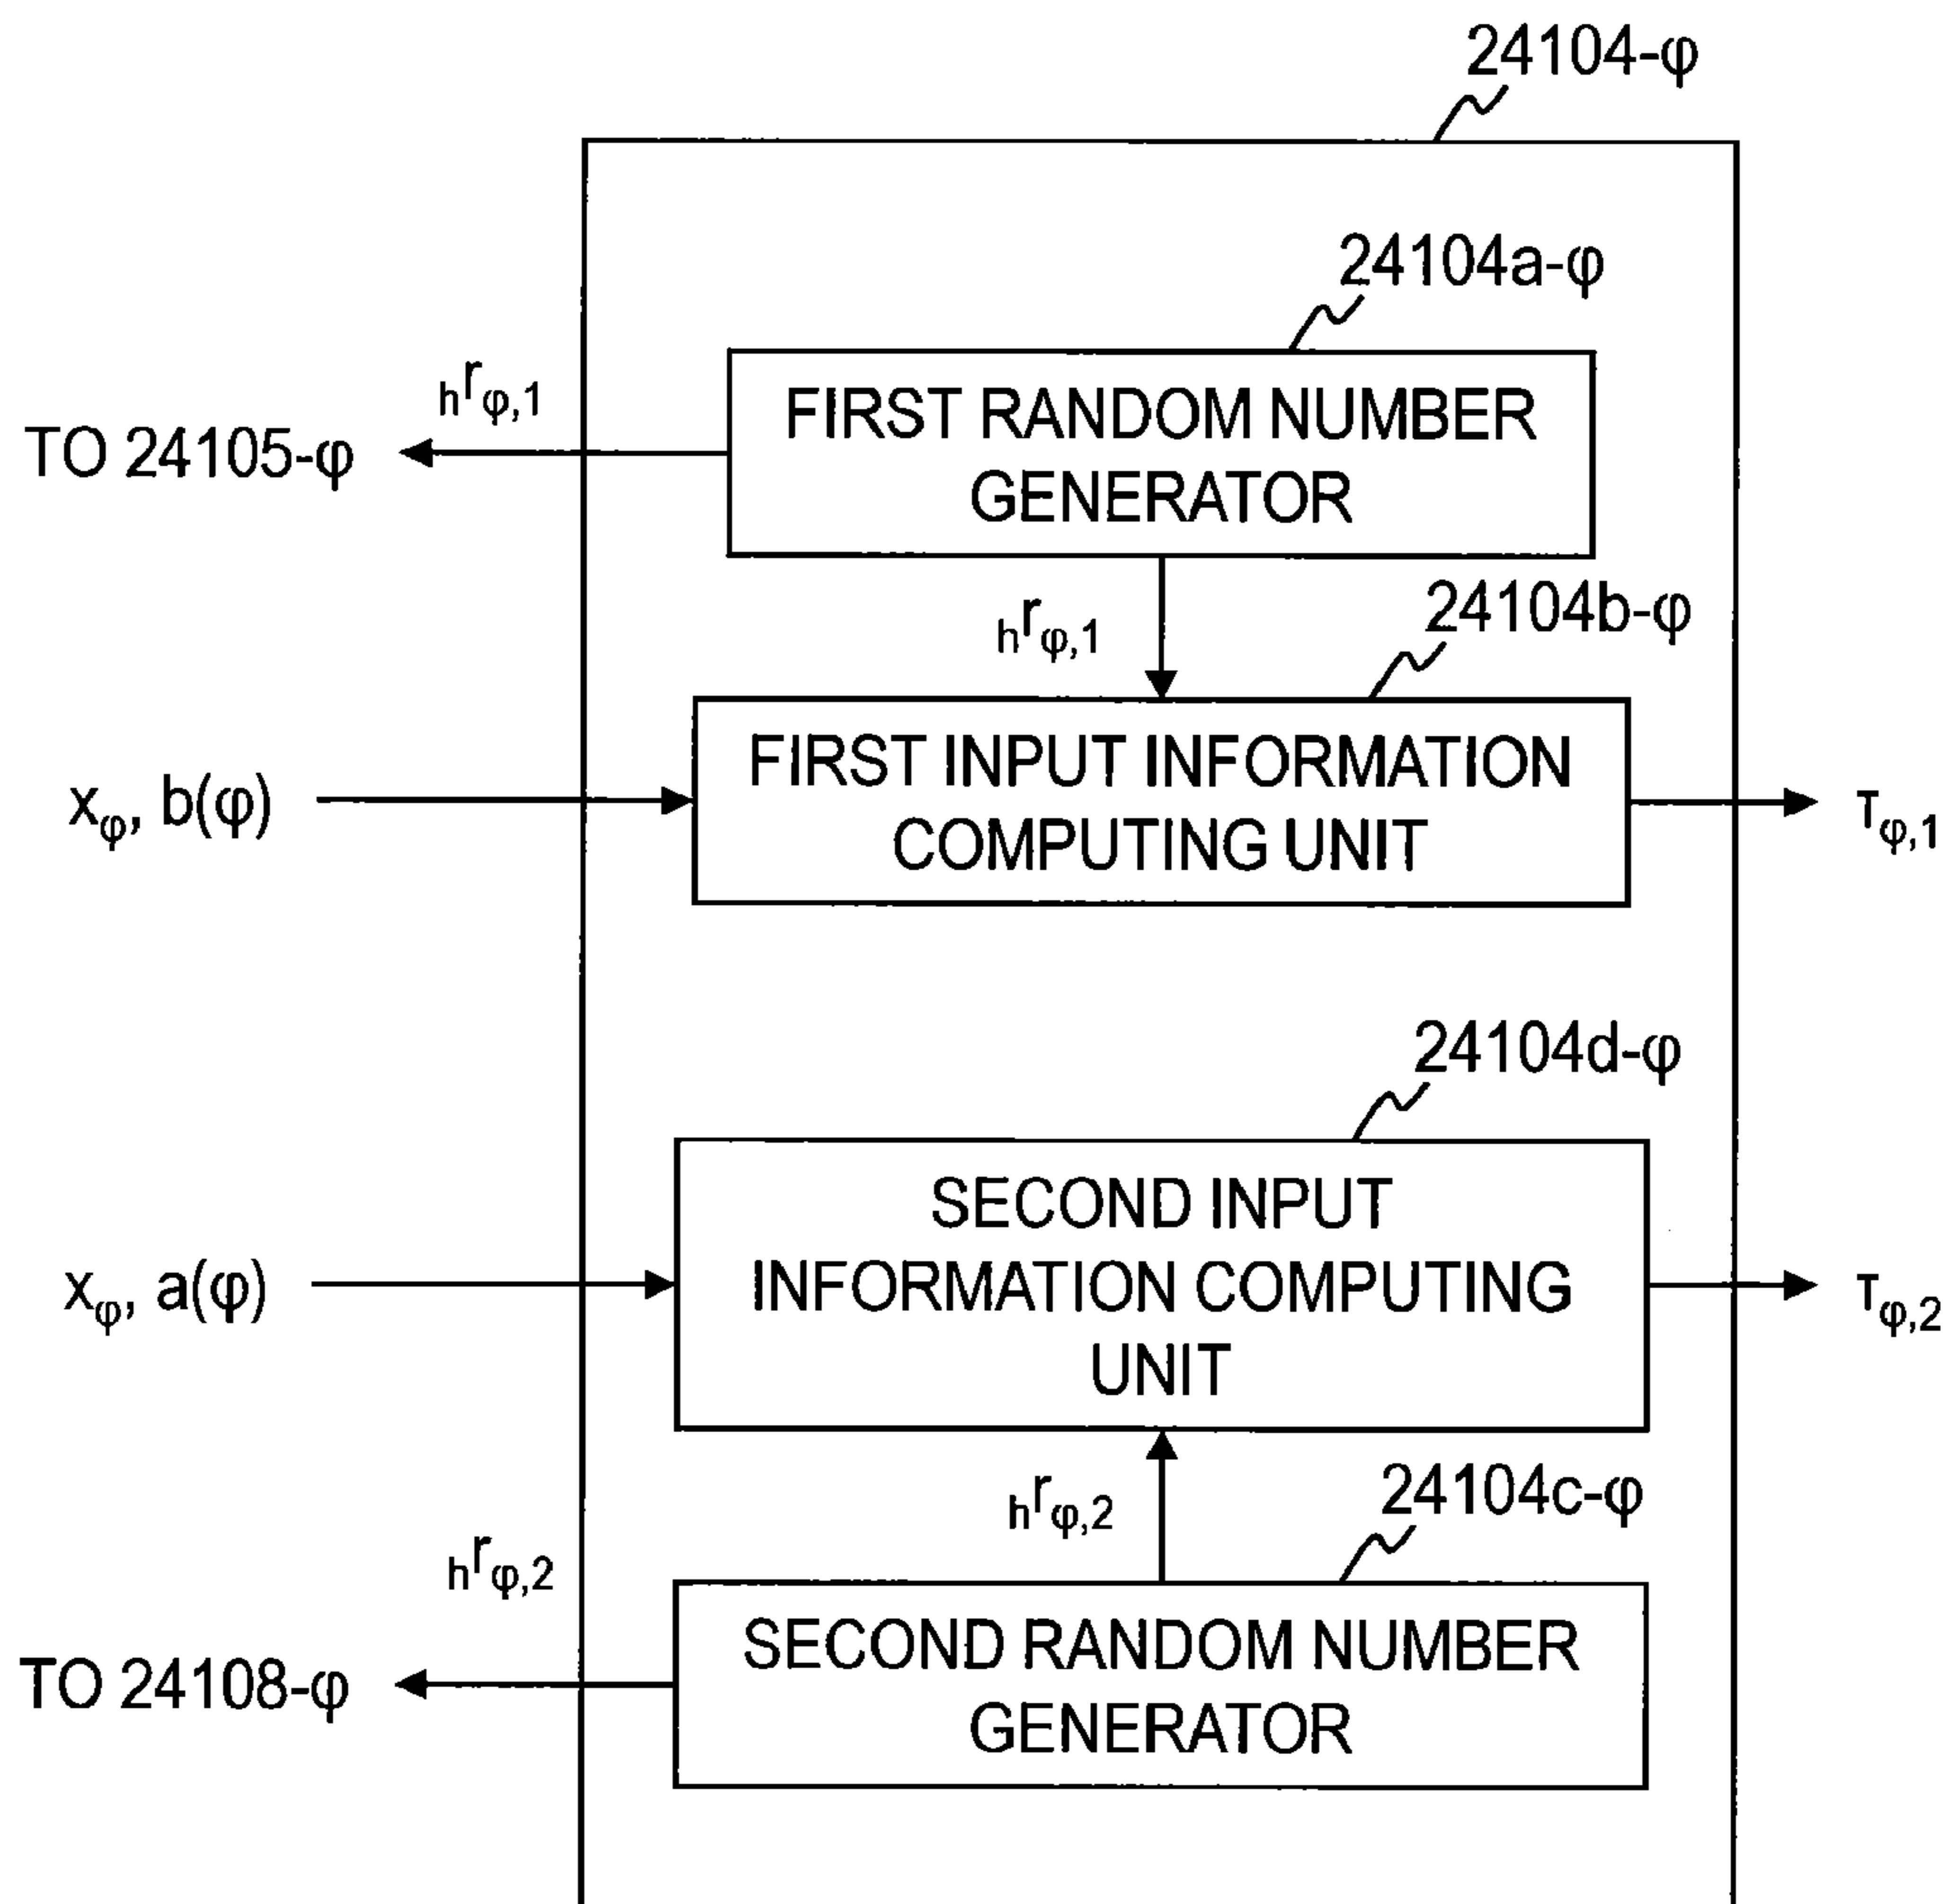 24104-φ
24104a-φ
hrφ,1
FIRST RANDOM NUMBER
GENERATOR
TO 24105-φ
hrφ,1
24104b-φ
FIRST INPUT INFORMATION
COMPUTING UNIT
xφ, b(φ)
τφ,1
24104d-φ
SECOND INPUT
INFORMATION COMPUTING
UNIT
xφ, a(φ)
τφ,2
hrφ,2
24104c-φ
hrφ,2
SECOND RANDOM NUMBER
GENERATOR
TO 24108-φ